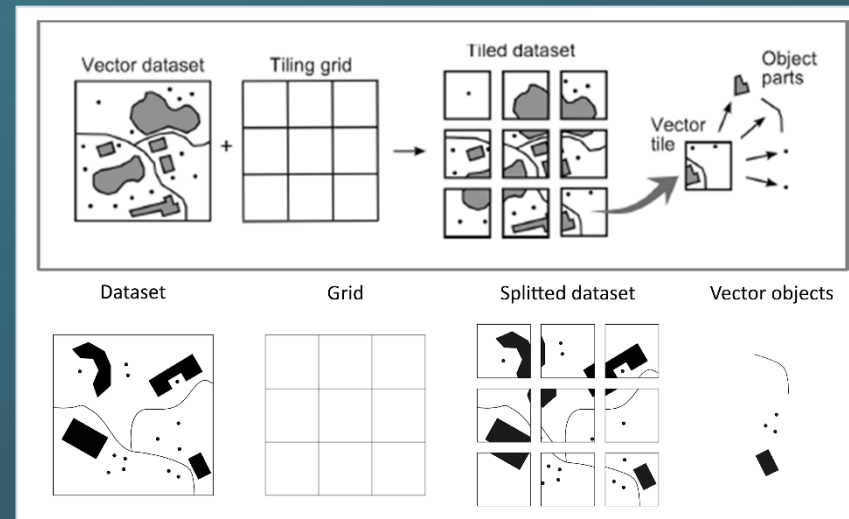 Tiled dataset
Vector dataset
Tiling grid
Object
parts
Vector
tile
+
Dataset
Grid
Splitted dataset
Vector objects